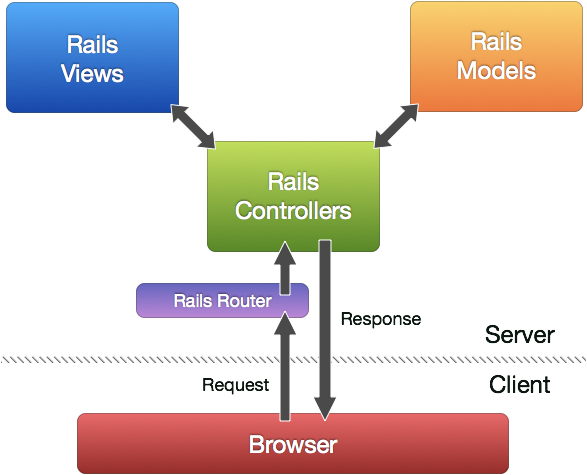 Rails
Views
Rails
Models
Rails
Controllers
Rails Router
Response
Server
Request
Client
Browser